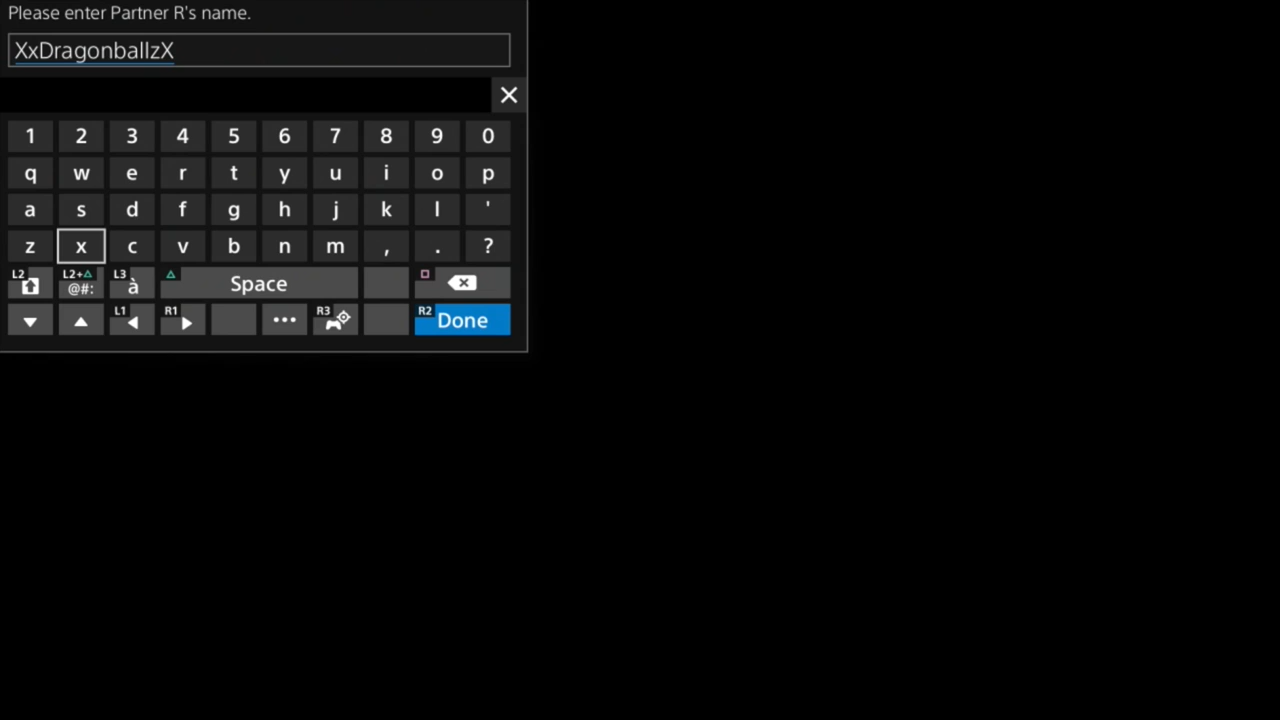 Please enter Partner R's name.
XxDragonballzX
1 2 3 4 5 6 7 8 9 0
q w e r t y u i o p
a s d f g h j k l '
z x c v b n m , . ?
L2 L2+△ @#: L3 à △ Space □
L1 R1 ... R3 R2 Done